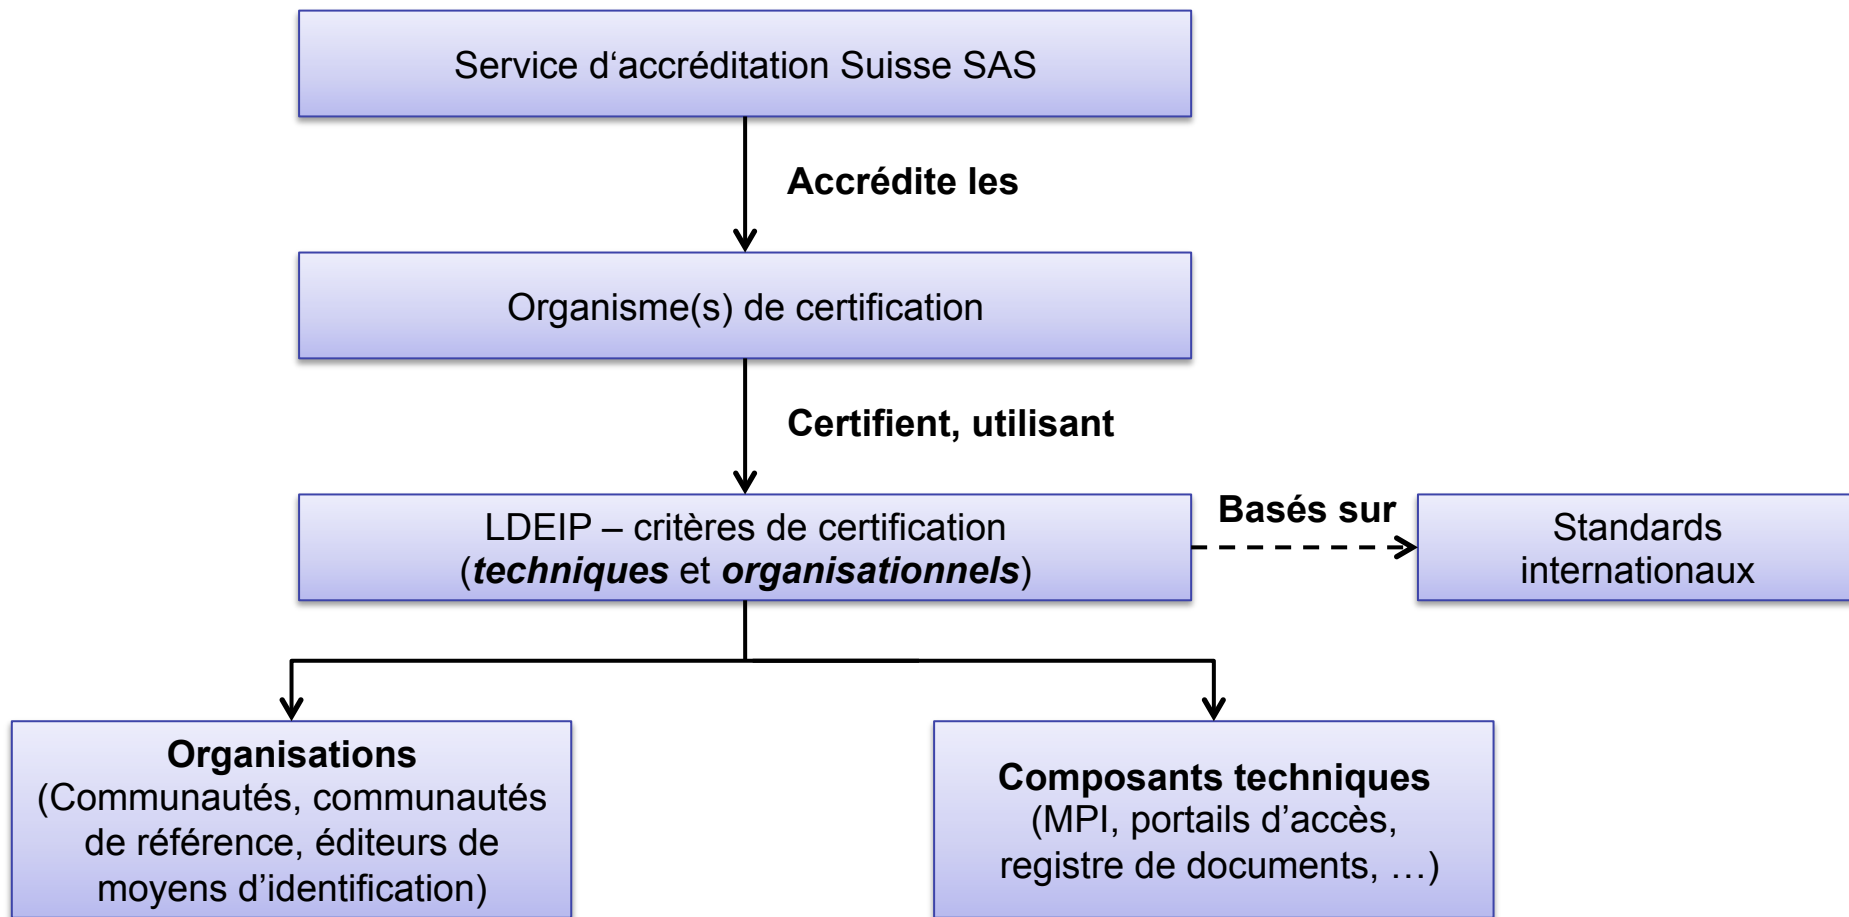 Service d‘accréditation Suisse SAS
Accrédite les
Organisme(s) de certification
Certifient, utilisant
LDEIP – critères de certification
(techniques et organisationnels)
Basés sur
Standards
internationaux
Organisations
(Communautés, communautés
de référence, éditeurs de
moyens d’identification)
Composants techniques
(MPI, portails d’accès,
registre de documents, …)